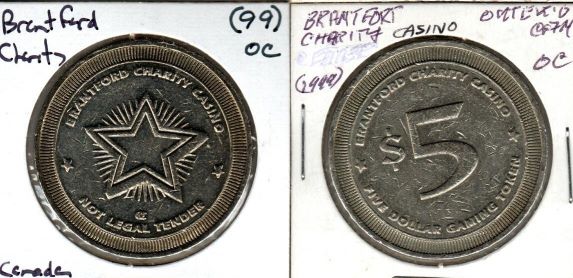 Brantford (99)
Charity OC
BRANTFORD CHARITY CASINO
NOT LEGAL TENDER
Canada
BRANTFORT
CHARITY CASINO
(1999) OC
BRANTFORD CHARITY CASINO
$5
FIVE DOLLAR GAMING TOKEN